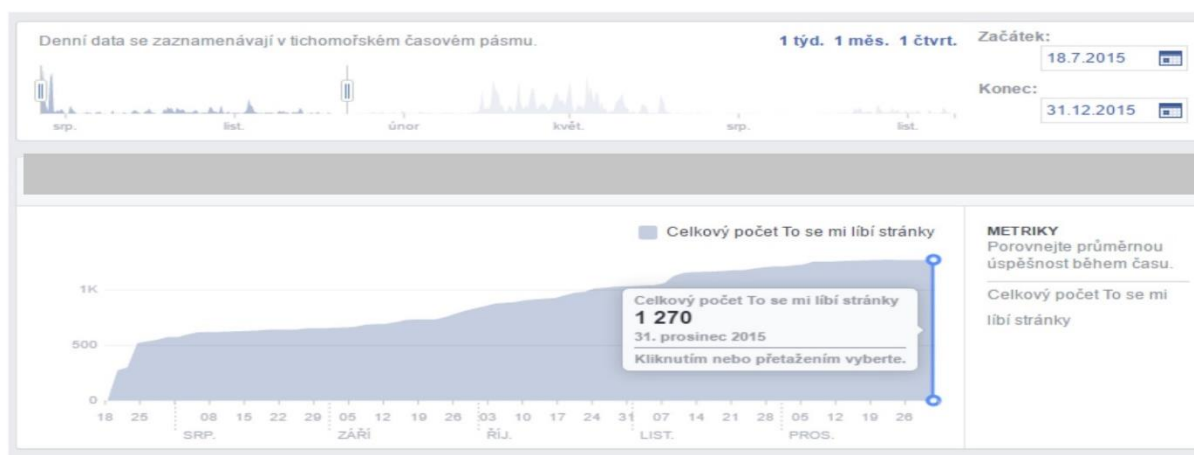 Denní data se zaznamenávají v tichomořském časovém pásmu.
1 týd. 1 měs. 1 čtvrt.
Začátek:
18.7.2015
Konec:
31.12.2015
srp. list. únor květ. srp. list.
Celkový počet To se mi líbí stránky
1K
500
0
Celkový počet To se mi líbí stránky
1 270
31. prosinec 2015
Kliknutím nebo přetažením vyberte.
18 25 08 15 22 29 05 12 19 26 03 10 17 24 31 07 14 21 28 05 12 19 26
SRP. ZÁŘÍ ŘÍJ. LIST. PROS.
METRIKY
Porovnejte průměrnou
úspěšnost během času.
Celkový počet To se mi
líbí stránky